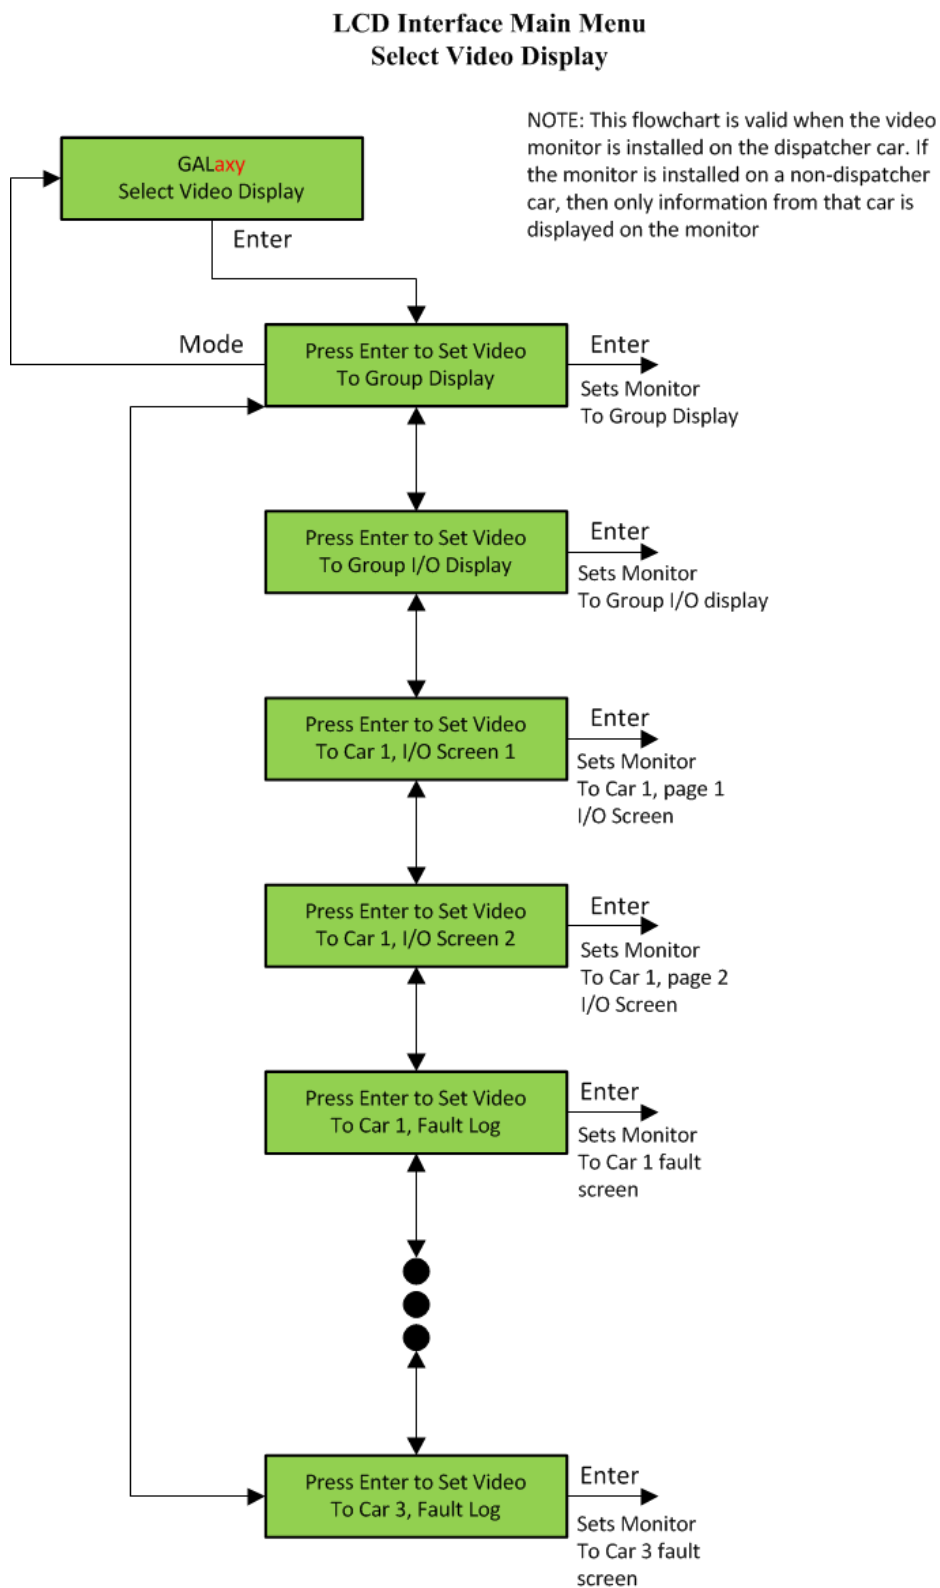 LCD Interface Main Menu
Select Video Display
NOTE: This flowchart is valid when the video
monitor is installed on the dispatcher car. If
the monitor is installed on a non-dispatcher
car, then only information from that car is
displayed on the monitor
GALaxy
Select Video Display
Enter
Mode
Press Enter to Set Video
To Group Display
Enter
Sets Monitor
To Group Display
Press Enter to Set Video
To Group I/O Display
Enter
Sets Monitor
To Group I/O display
Press Enter to Set Video
To Car 1, I/O Screen 1
Enter
Sets Monitor
To Car 1, page 1
I/O Screen
Press Enter to Set Video
To Car 1, I/O Screen 2
Enter
Sets Monitor
To Car 1, page 2
I/O Screen
Press Enter to Set Video
To Car 1, Fault Log
Enter
Sets Monitor
To Car 1 fault
screen
Press Enter to Set Video
To Car 3, Fault Log
Enter
Sets Monitor
To Car 3 fault
screen